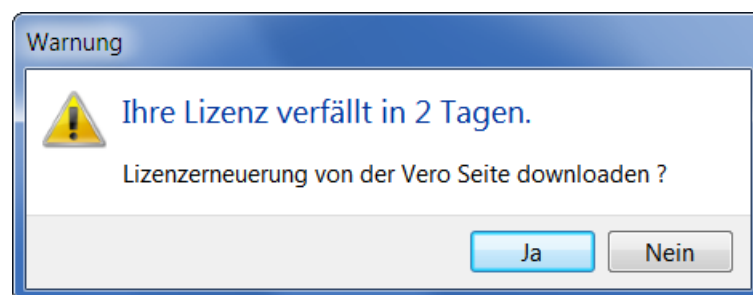 Warnung
Ihre Lizenz verfällt in 2 Tagen.
Lizenzerneuerung von der Vero Seite downloaden ?
Ja
Nein